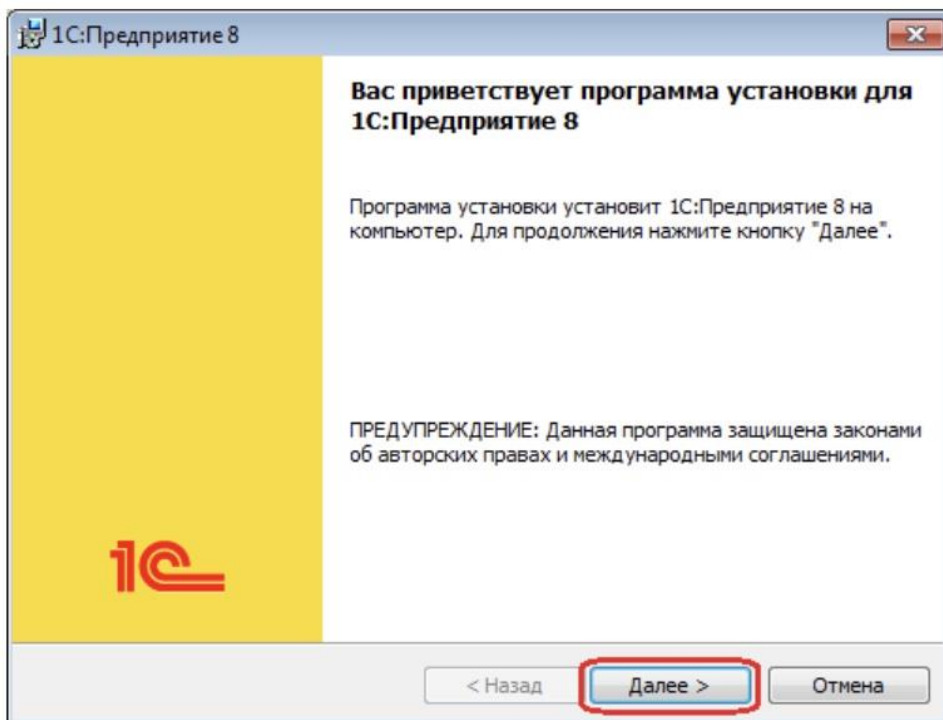 1С:Предприятие 8
Вас приветствует программа установки для
1С:Предприятие 8
Программа установки установит 1С:Предприятие 8 на
компьютер. Для продолжения нажмите кнопку "Далее".
ПРЕДУПРЕЖДЕНИЕ: Данная программа защищена законами
об авторских правах и международными соглашениями.
1С
< Назад
Далее >
Отмена